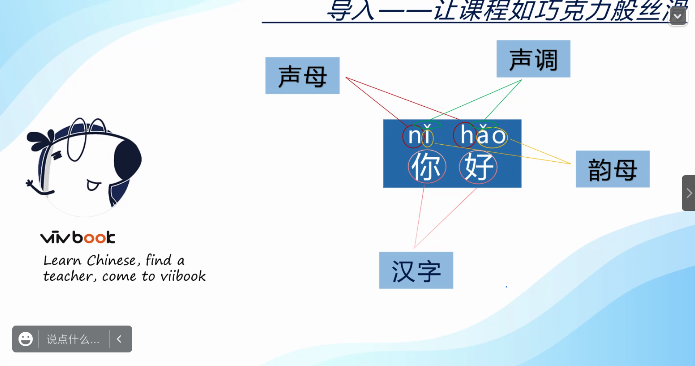 导入——让课程如巧克力般丝滑
声母
声调
nǐ hǎo
你 好
韵母
汉字
viivbook
Learn Chinese, find a
teacher, come to viibook
说点什么...